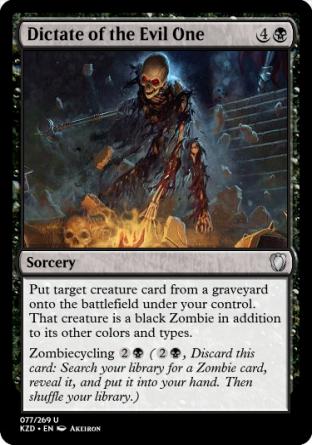 Dictate of the Evil One 4
Sorcery
Put target creature card from a graveyard
onto the battlefield under your control.
That creature is a black Zombie in addition
to its other colors and types.
Zombiecycling 2 ( 2 , Discard this
card: Search your library for a Zombie card,
reveal it, and put it into your hand. Then
shuffle your library.)
077/269 U
KZD • EN AKEIRON